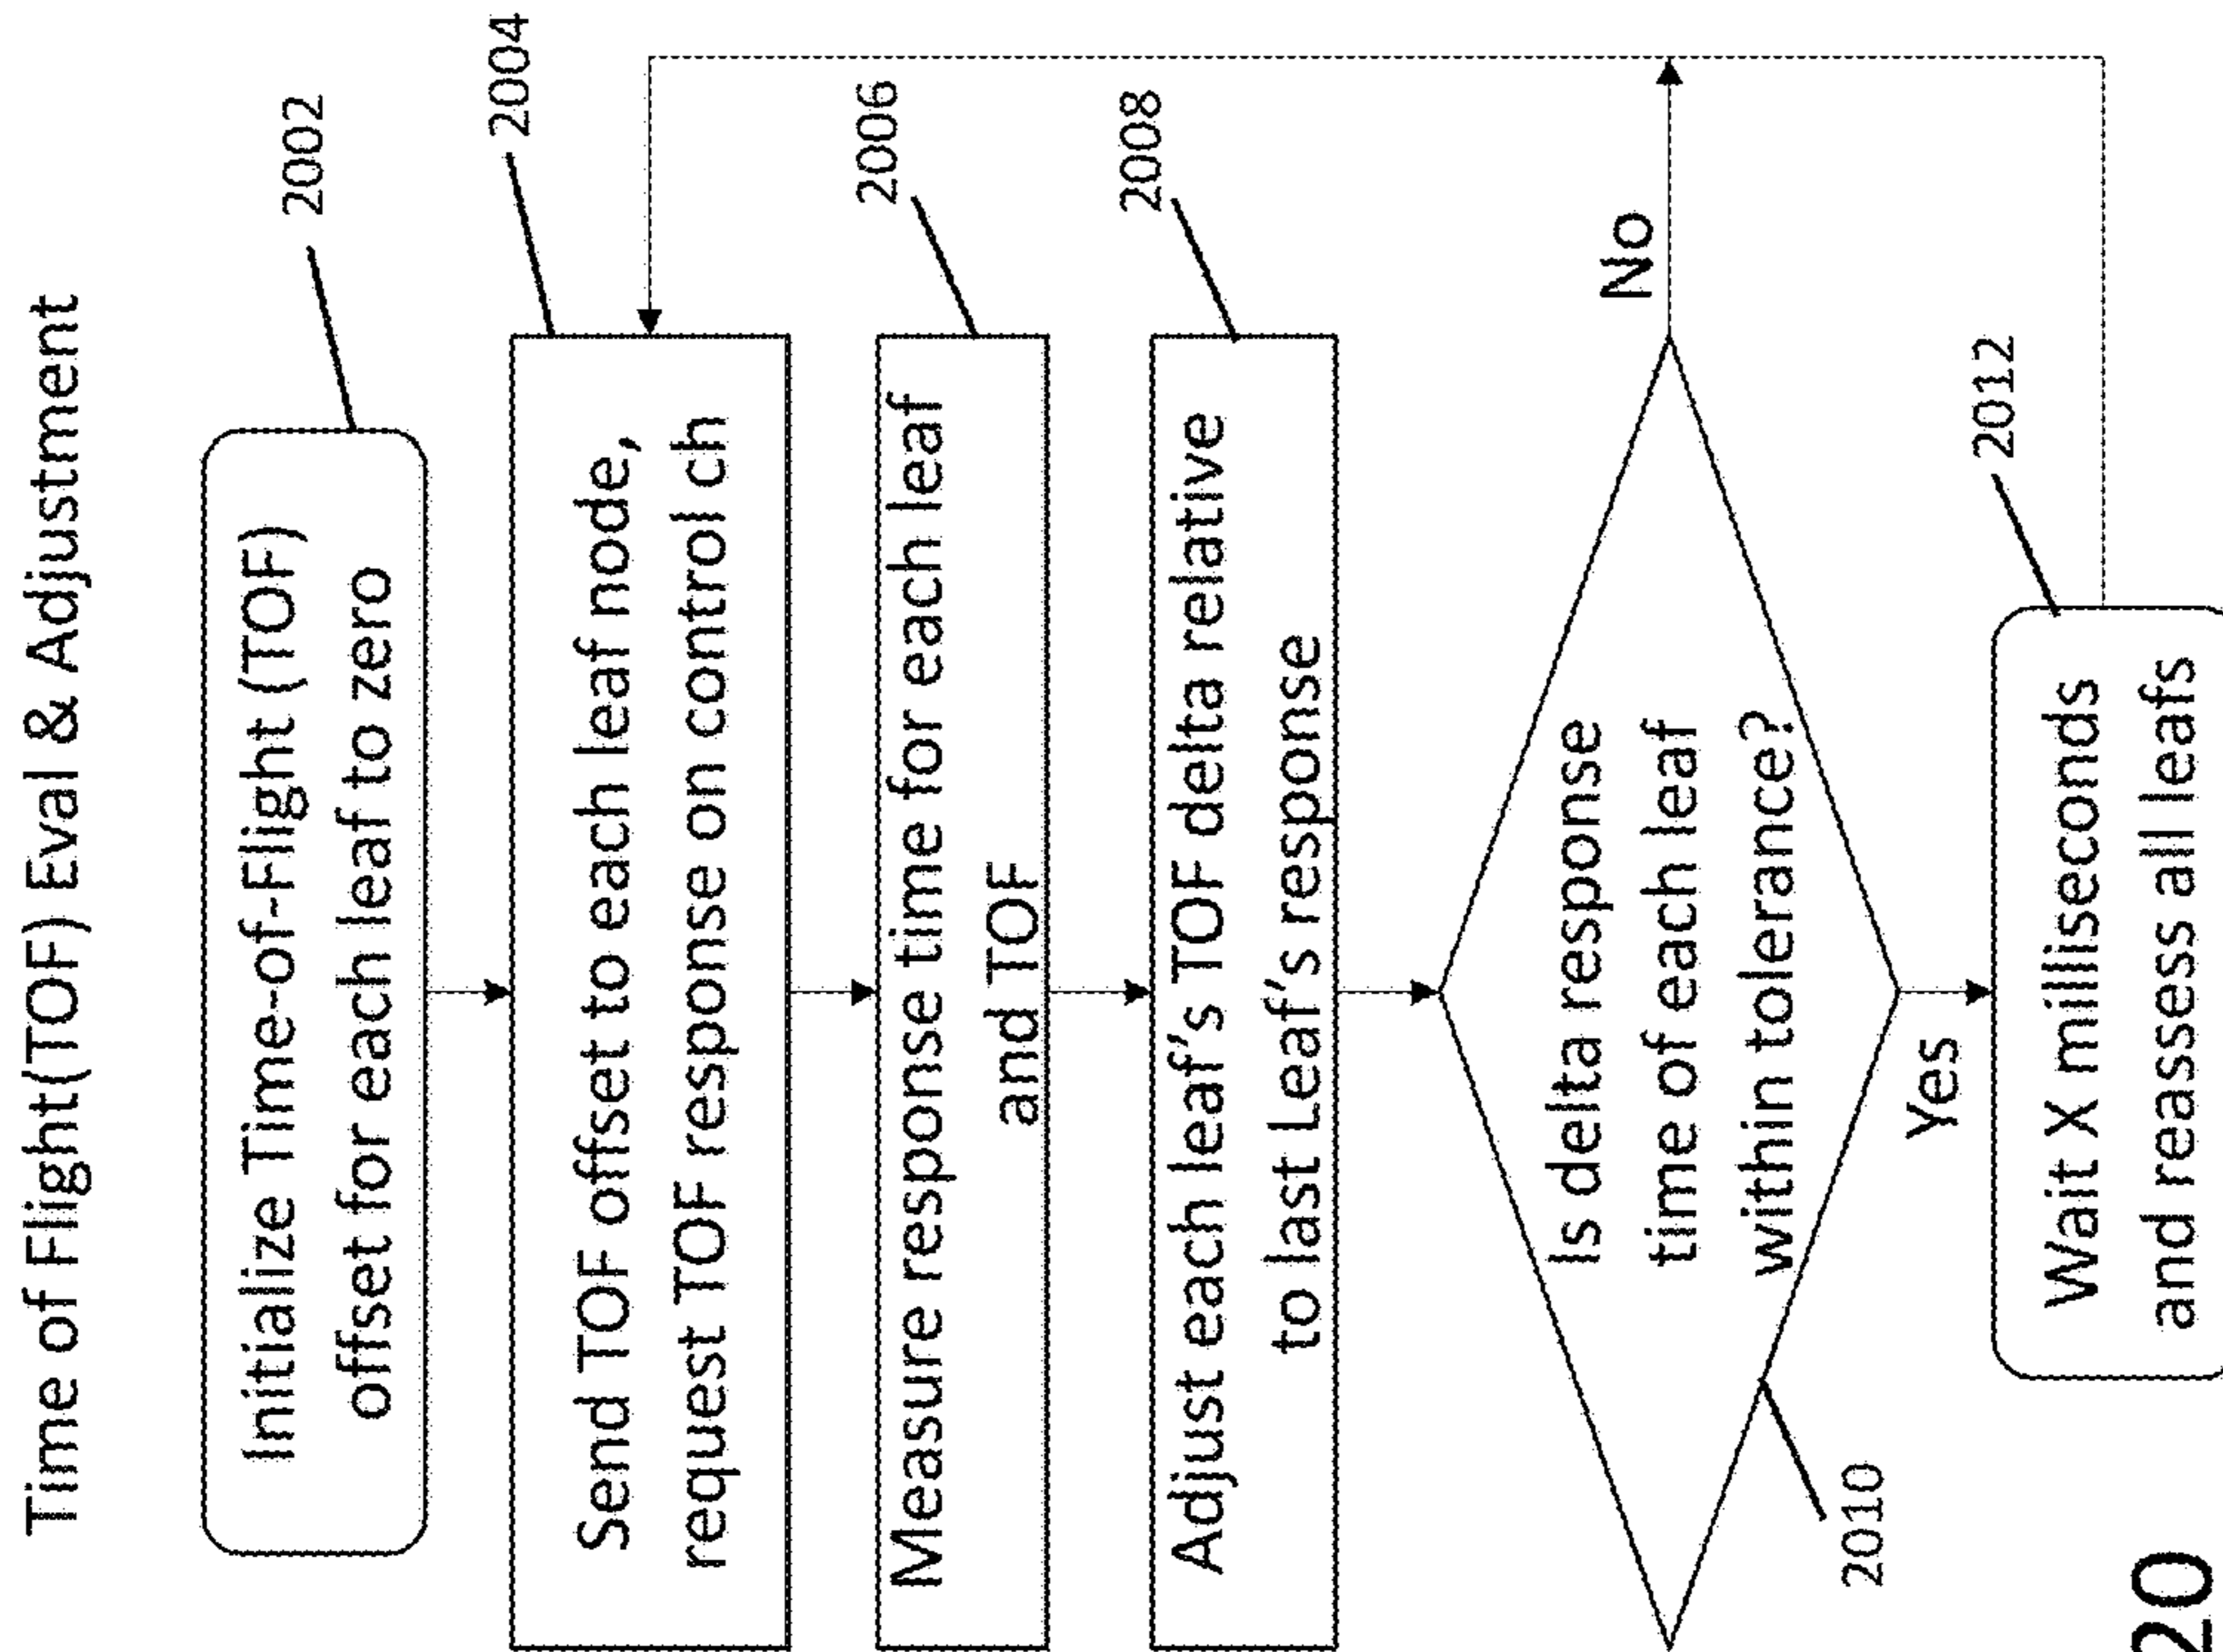 Time of Flight(TOF) Eval & Adjustment
2002
Initialize Time-of-Flight (TOF)
offset for each leaf to zero
2004
Send TOF offset to each leaf node,
request TOF response on control ch
2006
Measure response time for each leaf
and TOF
2008
Adjust each leaf's TOF delta relative
to last Leaf's response
Is delta response
time of each leaf
within tolerance?
No
2010
Yes
2012
Wait X milliseconds
and reassess all leafs
20